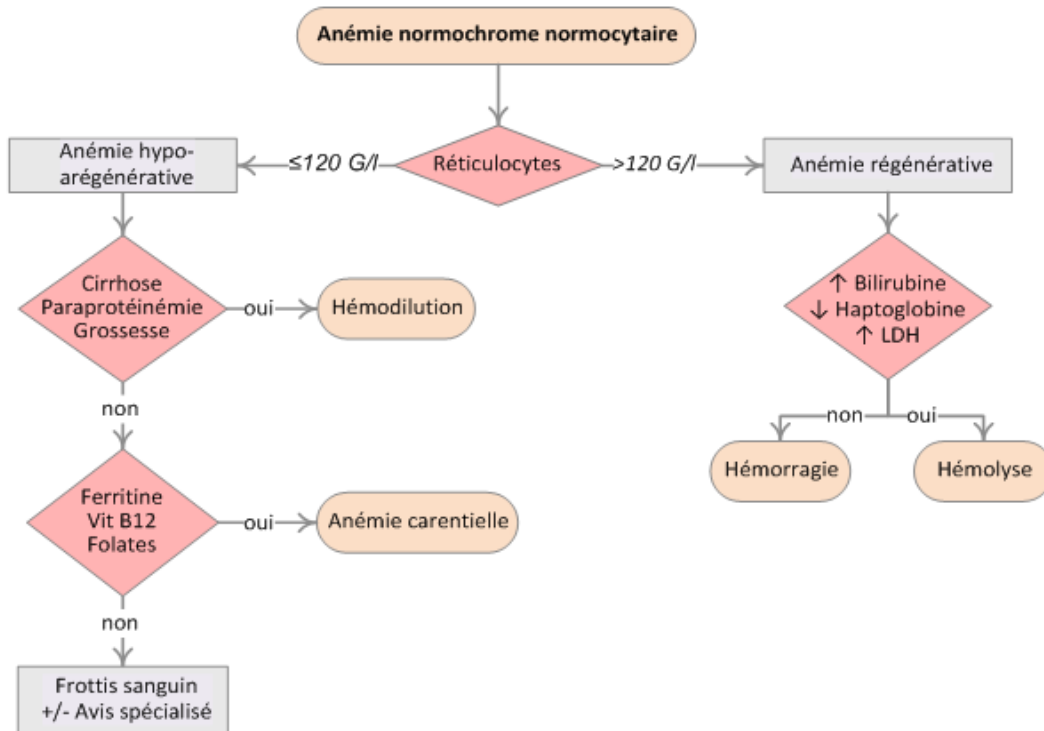 Anémie normochrome normocytaire
Anémie hypo-
arégénérative
≤120 G/l
Réticulocytes
>120 G/l
Anémie régénérative
Cirrhose
Paraprotéinémie
Grossesse
oui
Hémodilution
↑ Bilirubine
↓ Haptoglobine
↑ LDH
non
non
oui
Hémorragie
Hémolyse
Ferritine
Vit B12
Folates
oui
Anémie carentielle
non
Frottis sanguin
+/- Avis spécialisé